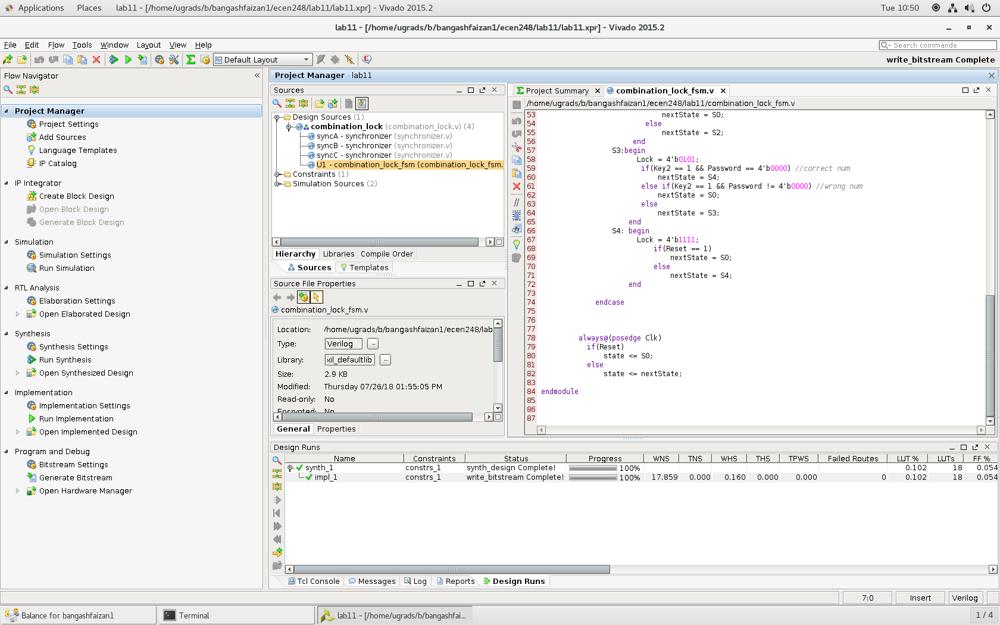 Applications Places lab11 - [/home/ugrads/b/bangashfaizan1/ecen248/lab11/lab11.xpr] - Vivado 2015.2 Tue 10:50
lab11 - [/home/ugrads/b/bangashfaizan1/ecen248/lab11/lab11.xpr] - Vivado 2015.2
File Edit Flow Tools Window Layout View Help
Search commands
Default Layout
write_bitstream Complete
Flow Navigator
Project Manager
Project Settings
Add Sources
Language Templates
IP Catalog
IP Integrator
Create Block Design
Open Block Design
Generate Block Design
Simulation
Simulation Settings
Run Simulation
RTL Analysis
Elaboration Settings
Open Elaborated Design
Synthesis
Synthesis Settings
Run Synthesis
Open Synthesized Design
Implementation
Implementation Settings
Run Implementation
Open Implemented Design
Program and Debug
Bitstream Settings
Generate Bitstream
Open Hardware Manager
Project Manager - lab11
Sources
Design Sources (1)
combination_lock (combination_lock.v) (4)
syncA - synchronizer (synchronizer.v)
syncB - synchronizer (synchronizer.v)
syncC - synchronizer (synchronizer.v)
U1 - combination_lock_fsm (combination_lock_fsm.
Constraints (1)
Simulation Sources (2)
Hierarchy Libraries Compile Order
Sources Templates
Source File Properties
combination_lock_fsm.v
Location: /home/ugrads/b/bangashfaizan1/ecen248/lab
Type: Verilog ...
Library: xil_defaultlib ...
Size: 2.9 KB
Modified: Thursday 07/26/18 01:55:05 PM
Read-only: No
Encrypted: No
General Properties
Project Summary combination_lock_fsm.v
/home/ugrads/b/bangashfaizan1/ecen248/lab11/combination_lock_fsm.v
53 nextState = S0;
54 else
55 nextState = S2;
56 end
57 S3:begin
58 Lock = 4'b0101;
59 if(Key2 == 1 && Password == 4'b0000) //correct num
60 nextState = S4;
61 else if(Key2 == 1 && Password != 4'b0000) //wrong num
62 nextState = S0;
63 else
64 nextState = S3;
65 end
66 S4: begin
67 Lock = 4'b1111;
68 if(Reset == 1)
69 nextState = S0;
70 else
71 nextState = S4;
72 end
73
74 endcase
75
76
77
78 always@(posedge Clk)
79 if(Reset)
80 state <= S0;
81 else
82 state <= nextState;
83
84 endmodule
85
86
87
Design Runs
Name Constraints Status Progress WNS TNS WHS THS TPWS Failed Routes LUT % LUTs FF %
synth_1 constrs_1 synth_design Complete! 100% 0.102 18 0.054
impl_1 constrs_1 write_bitstream Complete! 100% 17.859 0.000 0.160 0.000 0.000 0 0.102 18 0.054
Tcl Console Messages Log Reports Design Runs
7:0 Insert Verilog
Balance for bangashfaizan1 Terminal lab11 - [/home/ugrads/b/bangashfai... 1 / 4